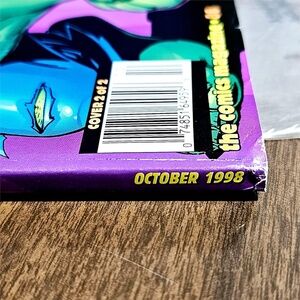 COVER 2 of 2
the comics magazine
OCTOBER 1998